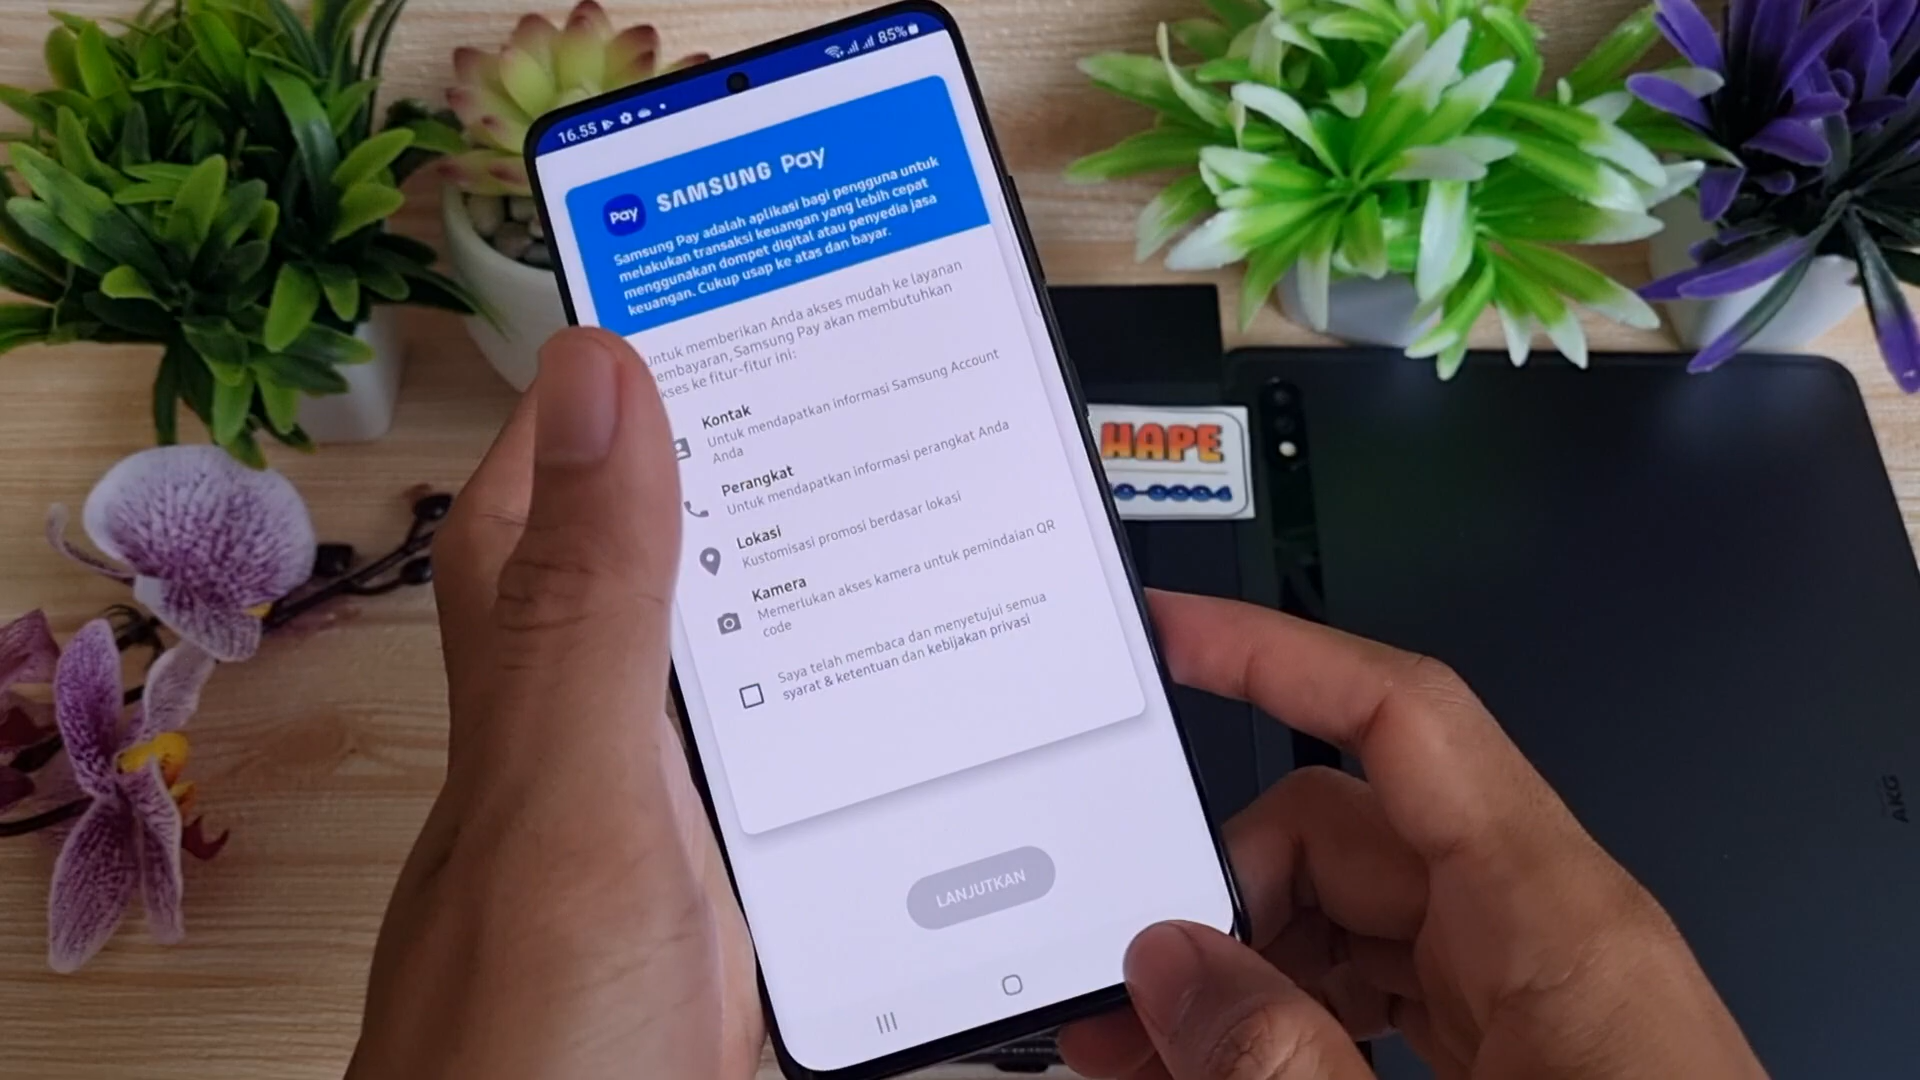 16.55
85%
Pay SAMSUNG Pay
Samsung Pay adalah aplikasi bagi pengguna untuk
melakukan transaksi keuangan yang lebih cepat
menggunakan dompet digital atau penyedia jasa
keuangan. Cukup usap ke atas dan bayar.
Untuk memberikan Anda akses mudah ke layanan
embayaran, Samsung Pay akan membutuhkan
kses ke fitur-fitur ini:
Kontak
Untuk mendapatkan informasi Samsung Account
Anda
Perangkat
Untuk mendapatkan informasi perangkat Anda
Lokasi
Kustomisasi promosi berdasar lokasi
Kamera
Memerlukan akses kamera untuk pemindaian QR
code
Saya telah membaca dan menyetujui semua
syarat & ketentuan dan kebijakan privasi
LANJUTKAN
HAPE
0-0004
AKG